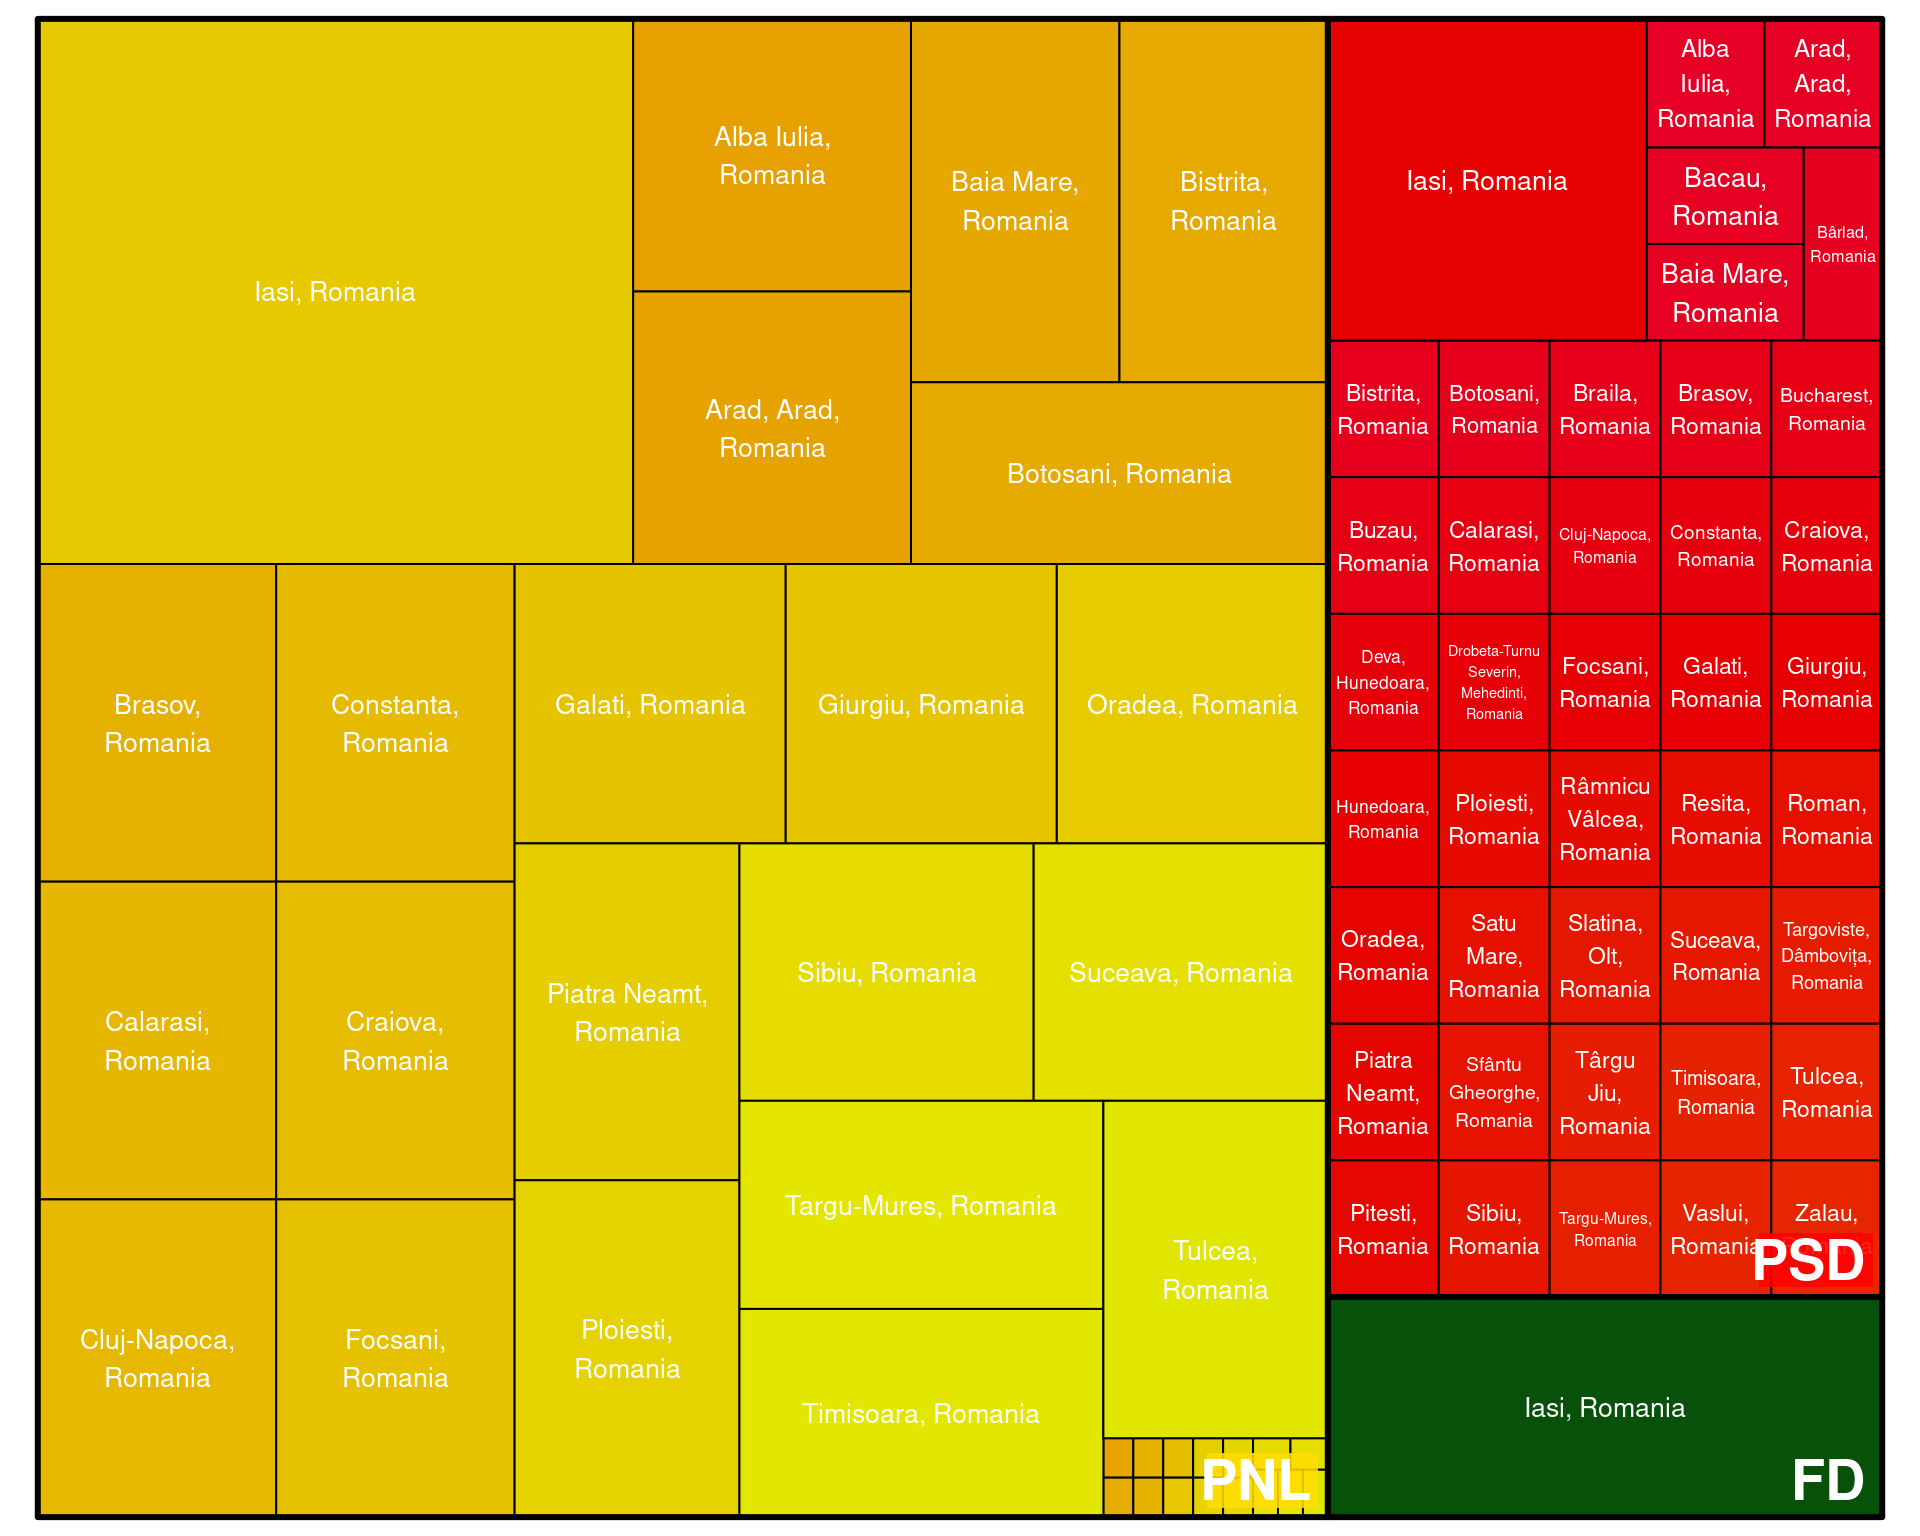 Iasi, Romania
Alba Iulia,
Romania
Arad, Arad,
Romania
Baia Mare,
Romania
Bistrita,
Romania
Botosani, Romania
Brasov,
Romania
Constanta,
Romania
Calarasi,
Romania
Craiova,
Romania
Cluj-Napoca,
Romania
Focsani,
Romania
Galati, Romania
Giurgiu, Romania
Oradea, Romania
Piatra Neamt,
Romania
Ploiesti,
Romania
Sibiu, Romania
Suceava, Romania
Targu-Mures, Romania
Timisoara, Romania
Tulcea,
Romania
PNL
Iasi, Romania
Alba
Iulia,
Romania
Arad,
Arad,
Romania
Bacau,
Romania
Baia Mare,
Romania
Bârlad,
Romania
Bistrita,
Romania
Botosani,
Romania
Braila,
Romania
Brasov,
Romania
Bucharest,
Romania
Buzau,
Romania
Calarasi,
Romania
Cluj-Napoca,
Romania
Constanta,
Romania
Craiova,
Romania
Deva,
Hunedoara,
Romania
Drobeta-Turnu
Severin,
Mehedinti,
Romania
Focsani,
Romania
Galati,
Romania
Giurgiu,
Romania
Hunedoara,
Romania
Ploiesti,
Romania
Râmnicu
Vâlcea,
Romania
Resita,
Romania
Roman,
Romania
Oradea,
Romania
Satu
Mare,
Romania
Slatina,
Olt,
Romania
Suceava,
Romania
Targoviste,
Dâmbovița,
Romania
Piatra
Neamt,
Romania
Sfântu
Gheorghe,
Romania
Târgu
Jiu,
Romania
Timisoara,
Romania
Tulcea,
Romania
Pitesti,
Romania
Sibiu,
Romania
Targu-Mures,
Romania
Vaslui,
Romania
Zalau,
PSD
Iasi, Romania
FD